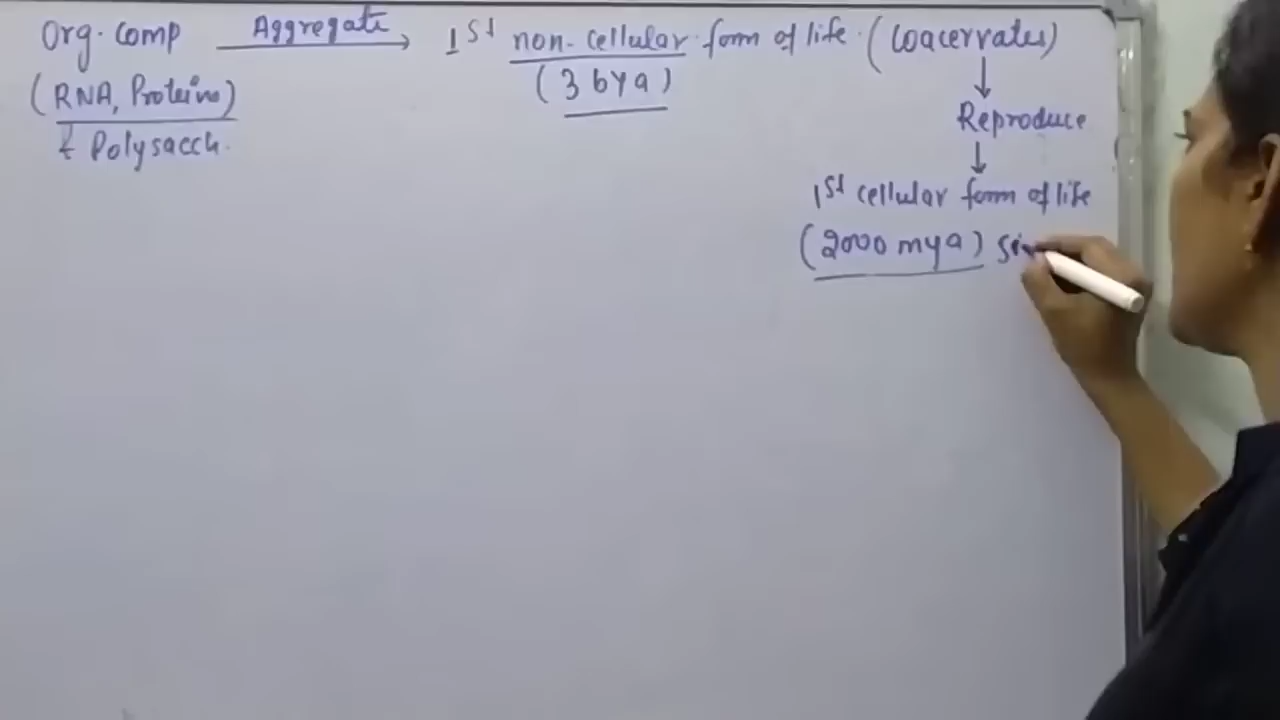 Org. Comp Aggregate 1st non-cellular form of life. (Coacervates)
(RNA, Proteins) (3 bya)
& Polysacch.
Reproduce
1st cellular form of life
(2000 mya) Si